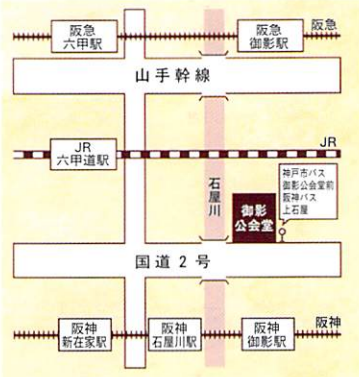 阪急
六甲駅
阪急
御影駅
阪急
山手幹線
JR
JR
六甲道駅
石屋川
御影
公会堂
神戸市バス
御影公会堂前
阪神バス
上石屋
国道2号
阪神
新在家駅
阪神
石屋川駅
阪神
御影駅
阪神